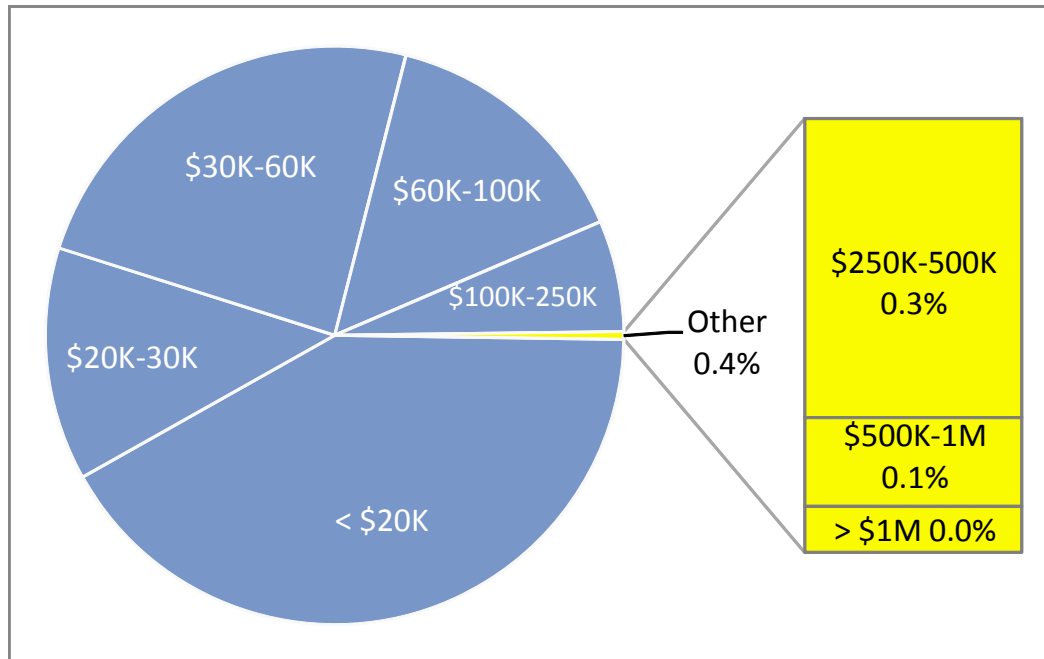 $30K-60K
$60K-100K
$100K-250K
$20K-30K
< $20K
Other
0.4%
$250K-500K
0.3%
$500K-1M
0.1%
> $1M 0.0%